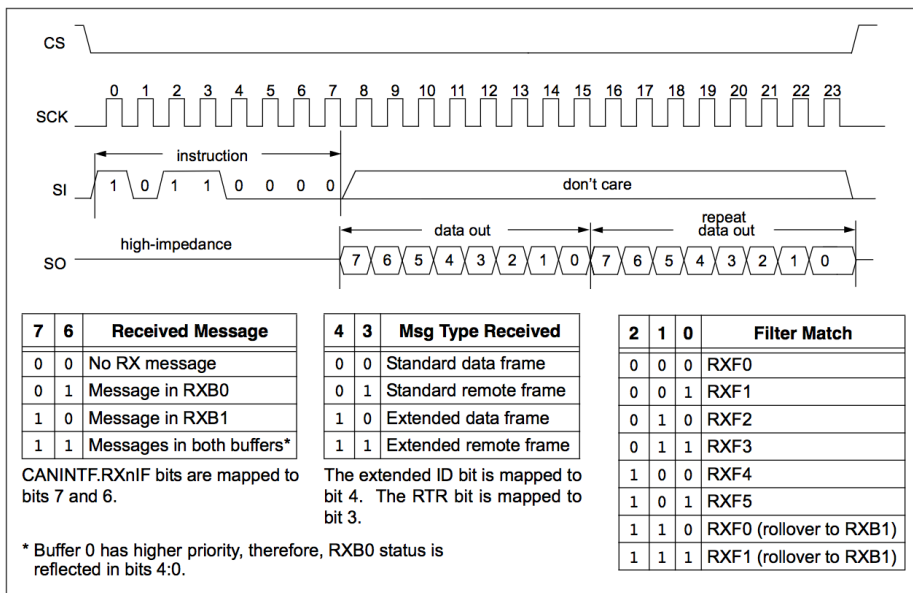 CS
0 1 2 3 4 5 6 7 8 9 10 11 12 13 14 15 16 17 18 19 20 21 22 23
SCK
instruction
SI 1 0 1 1 0 0 0 0 don't care
repeat
high-impedance data out data out
SO 7 6 5 4 3 2 1 0 7 6 5 4 3 2 1 0
7 6 Received Message
0 0 No RX message
0 1 Message in RXB0
1 0 Message in RXB1
1 1 Messages in both buffers*
CANINTF.RXnIF bits are mapped to
bits 7 and 6.
4 3 Msg Type Received
0 0 Standard data frame
0 1 Standard remote frame
1 0 Extended data frame
1 1 Extended remote frame
The extended ID bit is mapped to
bit 4. The RTR bit is mapped to
bit 3.
2 1 0 Filter Match
0 0 0 RXF0
0 0 1 RXF1
0 1 0 RXF2
0 1 1 RXF3
1 0 0 RXF4
1 0 1 RXF5
1 1 0 RXF0 (rollover to RXB1)
1 1 1 RXF1 (rollover to RXB1)
* Buffer 0 has higher priority, therefore, RXB0 status is
reflected in bits 4:0.